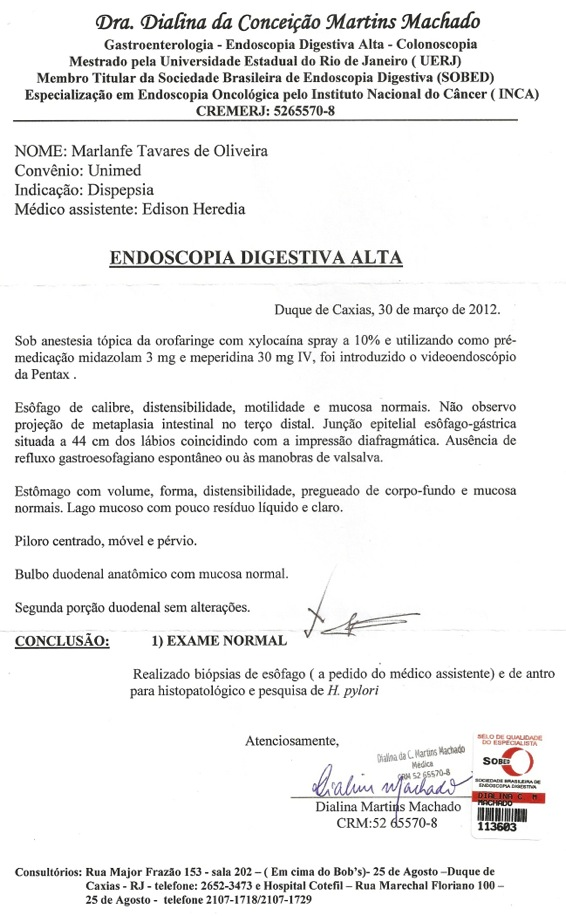 Dra. Dialina da Conceição Martins Machado
Gastroenterologia - Endoscopia Digestiva Alta - Colonoscopia
Mestrado pela Universidade Estadual do Rio de Janeiro ( UERJ)
Membro Titular da Sociedade Brasileira de Endoscopia Digestiva (SOBED)
Especialização em Endoscopia Oncológica pelo Instituto Nacional do Câncer ( INCA)
CREMERJ: 5265570-8
NOME: Marlanfe Tavares de Oliveira
Convênio: Unimed
Indicação: Dispepsia
Médico assistente: Edison Heredia
ENDOSCOPIA DIGESTIVA ALTA
Duque de Caxias, 30 de março de 2012.
Sob anestesia tópica da orofaringe com xylocaína spray a 10% e utilizando como pré-
medicação midazolam 3 mg e meperidina 30 mg IV, foi introduzido o videoendoscópio
da Pentax .
Esôfago de calibre, distensibilidade, motilidade e mucosa normais. Não observo
projeção de metaplasia intestinal no terço distal. Junção epitelial esôfago-gástrica
situada a 44 cm dos lábios coincidindo com a impressão diafragmática. Ausência de
refluxo gastroesofagiano espontâneo ou às manobras de valsalva.
Estômago com volume, forma, distensibilidade, pregueado de corpo-fundo e mucosa
normais. Lago mucoso com pouco resíduo líquido e claro.
Piloro centrado, móvel e pérvio.
Bulbo duodenal anatômico com mucosa normal.
Segunda porção duodenal sem alterações.
CONCLUSÃO: 1) EXAME NORMAL
Realizado biópsias de esôfago ( a pedido do médico assistente) e de antro
para histopatológico e pesquisa de H. pylori
Atenciosamente,
Dialina da C. Martins Machado
Médica
CRM 52 65570-8
Dialina Machado
Dialina Martins Machado
CRM:52 65570-8
SELO DE QUALIDADE
DO ESPECIALISTA
SOBED
SOCIEDADE BRASILEIRA DE
ENDOSCOPIA DIGESTIVA
DIALINA C M
MACHADO
113603
Consultórios: Rua Major Frazão 153 - sala 202 – ( Em cima do Bob's)- 25 de Agosto –Duque de
Caxias - RJ - telefone: 2652-3473 e Hospital Cotefil – Rua Marechal Floriano 100 –
25 de Agosto - telefone 2107-1718/2107-1729